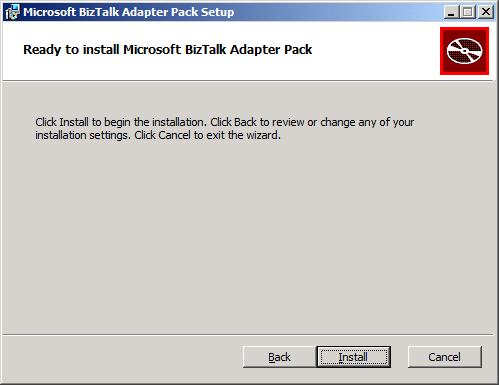 Microsoft BizTalk Adapter Pack Setup
Ready to install Microsoft BizTalk Adapter Pack
Click Install to begin the installation. Click Back to review or change any of your
installation settings. Click Cancel to exit the wizard.
Back Install Cancel